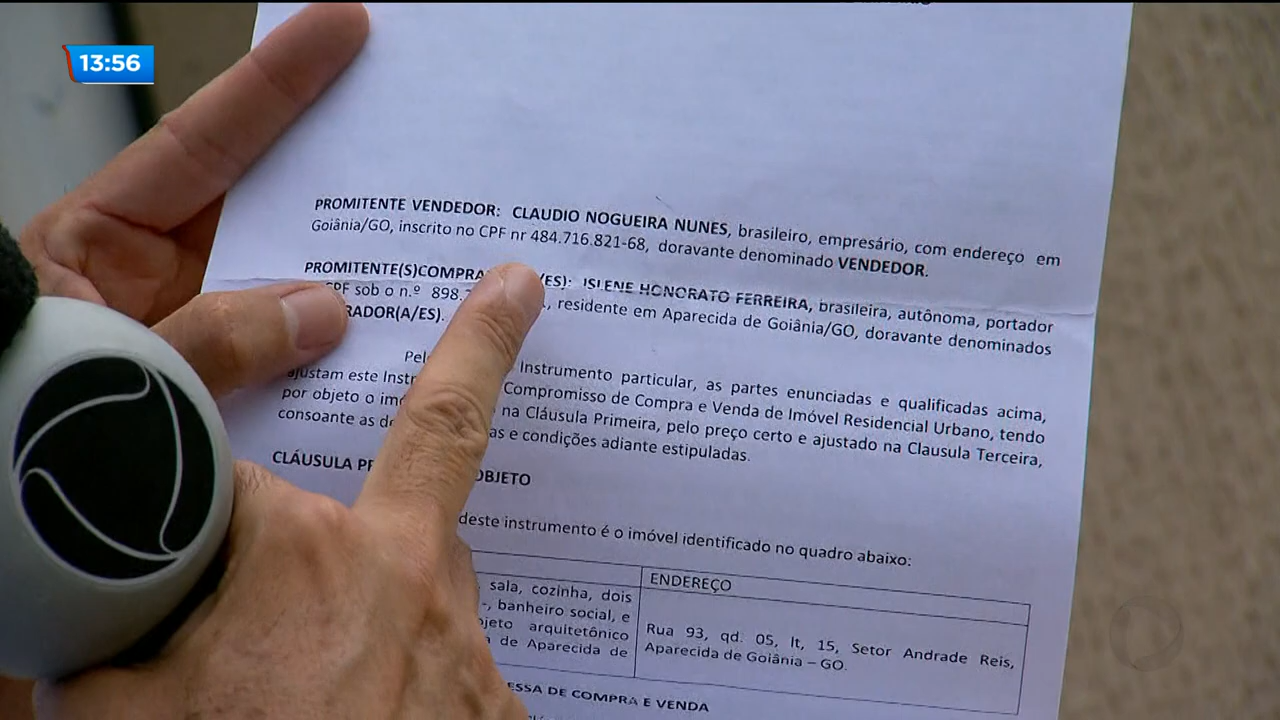 13:56
PROMITENTE VENDEDOR: CLAUDIO NOGUEIRA NUNES, brasileiro, empresário, com endereço em
Goiânia/GO, inscrito no CPF nr 484.716.821-68, doravante denominado VENDEDOR.
PROMITENTE(S)COMPRA /ES): ISLENE HONORATO FERREIRA, brasileira, autônoma, portador
CPF sob o n.º 898. residente em Aparecida de Goiânia/GO, doravante denominados
RADOR(A/ES).
Pel Instrumento particular, as partes enunciadas e qualificadas acima,
ajustam este Instr Compromisso de Compra e Venda de Imóvel Residencial Urbano, tendo
por objeto o imó na Cláusula Primeira, pelo preço certo e ajustado na Clausula Terceira,
consoante as de as e condições adiante estipuladas.
CLÁUSULA PR OBJETO
deste instrumento é o imóvel identificado no quadro abaixo:
ENDEREÇO
sala, cozinha, dois
-, banheiro social, e
ojeto arquitetônico
a de Aparecida de
Rua 93, qd. 05, lt, 15, Setor Andrade Reis,
Aparecida de Goiânia – GO.
ESSA DE COMPRA E VENDA